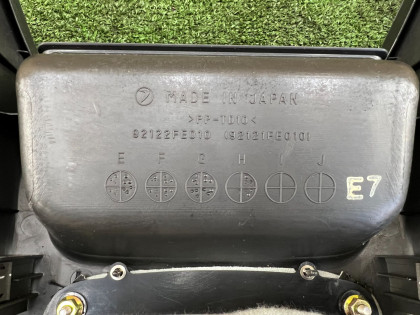 MADE IN JAPAN
>PP-TD10<
92122FE010 (92121FE010)
E F G H I J
E7